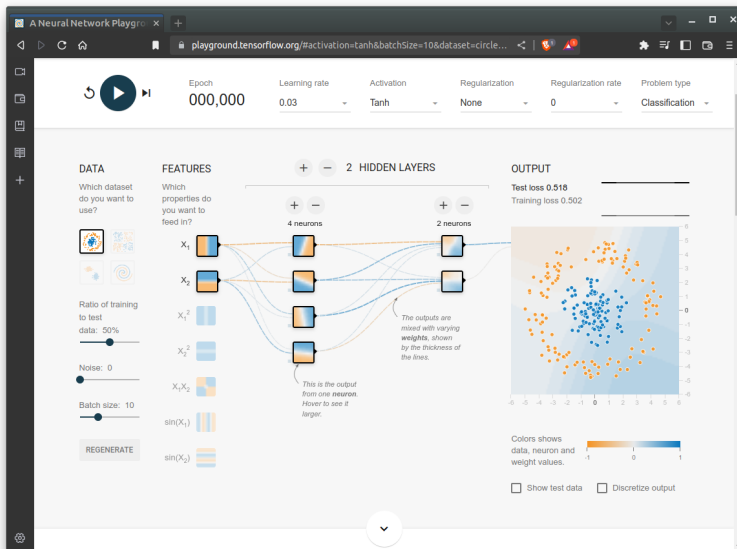 A Neural Network Playgro
playground.tensorflow.org/#activation=tanh&batchSize=10&dataset=circle...
Epoch
000,000
Learning rate
0.03
Activation
Tanh
Regularization
None
Regularization rate
0
Problem type
Classification
DATA
Which dataset
do you want to
use?
Ratio of training
to test
data: 50%
Noise: 0
Batch size: 10
REGENERATE
FEATURES
Which
properties do
you want to
feed in?
X1
X2
X1²
X2²
X1X2
sin(X1)
sin(X2)
+ − 2 HIDDEN LAYERS
+ −
4 neurons
+ −
2 neurons
The outputs are
mixed with varying
weights, shown
by the thickness of
the lines.
This is the output
from one neuron.
Hover to see it
larger.
OUTPUT
Test loss 0.518
Training loss 0.502
6
5
4
3
2
1
0
-1
-2
-3
-4
-5
-6
-6 -5 -4 -3 -2 -1 0 1 2 3 4 5 6
Colors shows
data, neuron and
weight values.
-1 0 1
Show test data
Discretize output